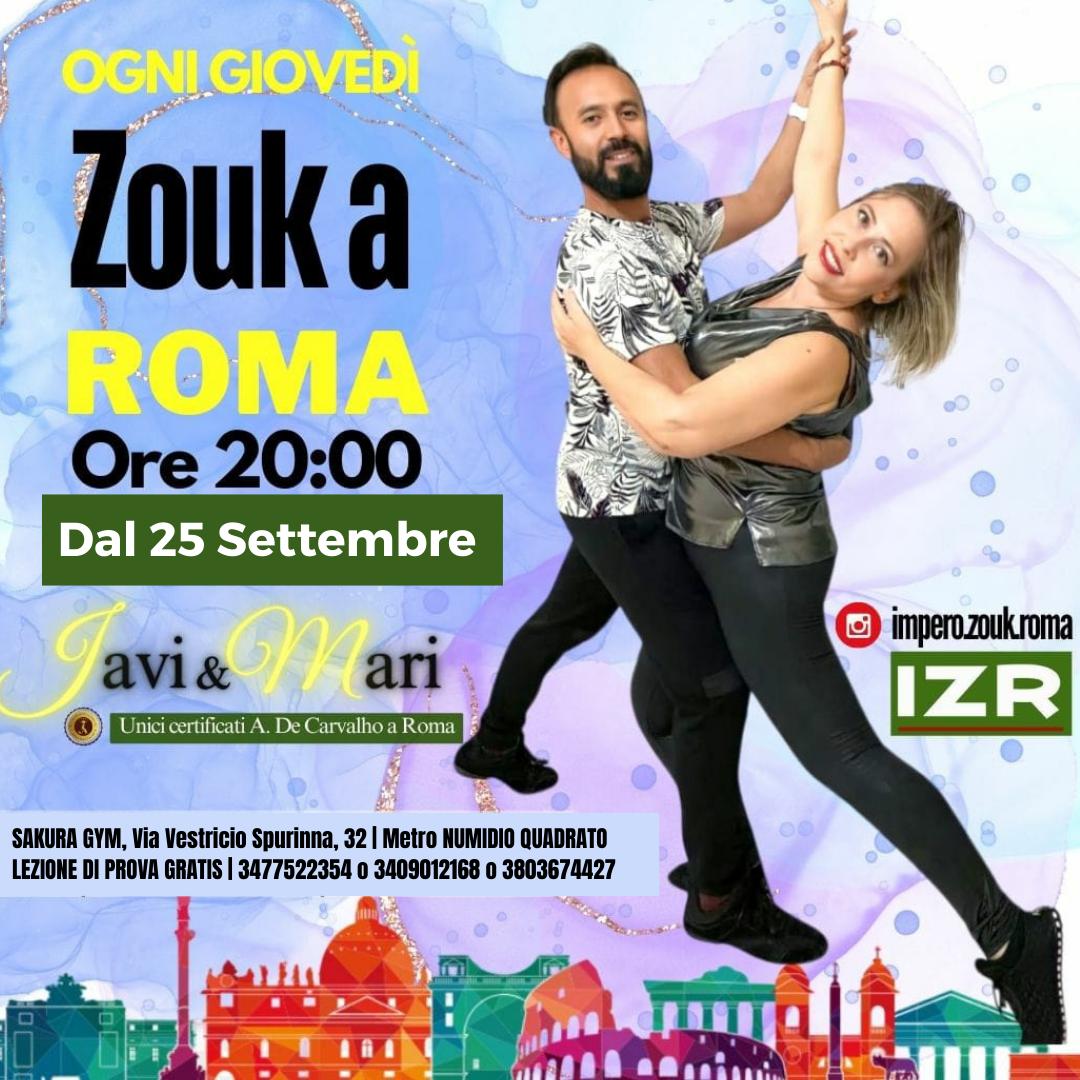 OGNI GIOVEDÌ
Zouk a
ROMA
Ore 20:00
Dal 25 Settembre
Javi & Mari
Unici certificati A. De Carvalho a Roma
impero.zouk.roma
IZR
SAKURA GYM, Via Vestricio Spurinna, 32 | Metro NUMIDIO QUADRATO
LEZIONE DI PROVA GRATIS | 3477522354 o 3409012168 o 3803674427